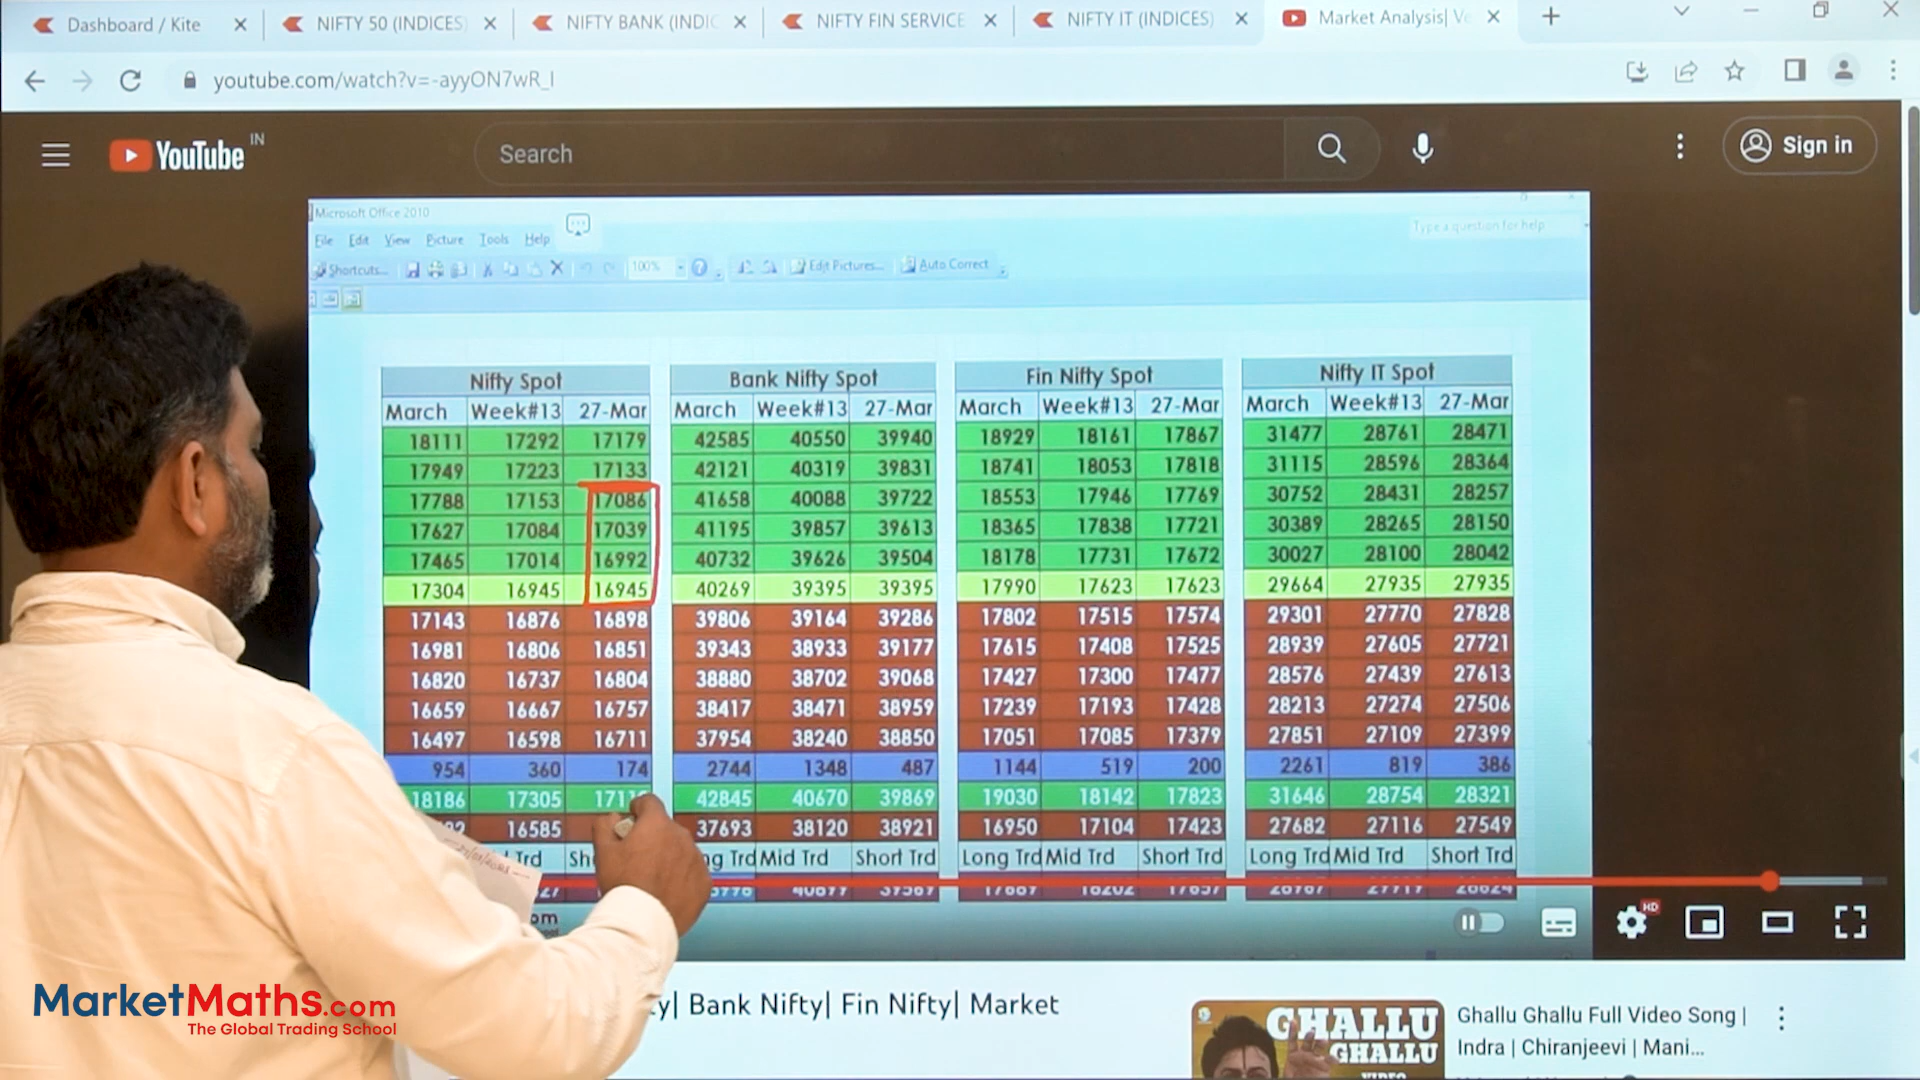 Dashboard / Kite
NIFTY 50 (INDICES)
NIFTY BANK (INDIC
NIFTY FIN SERVICE
NIFTY IT (INDICES)
Market Analysis| Ve
youtube.com/watch?v=-ayyON7wR_I
YouTube IN
Search
Sign in
Microsoft Office 2010
Type a question for help
File Edit View Picture Tools Help
Shortcuts... 100% Edit Pictures... Auto Correct
Nifty Spot Bank Nifty Spot Fin Nifty Spot Nifty IT Spot
March Week#13 27-Mar March Week#13 27-Mar March Week#13 27-Mar March Week#13 27-Mar
18111 17292 17179 42585 40550 39940 18929 18161 17867 31477 28761 28471
17949 17223 17133 42121 40319 39831 18741 18053 17818 31115 28596 28364
17788 17153 17086 41658 40088 39722 18553 17946 17769 30752 28431 28257
17627 17084 17039 41195 39857 39613 18365 17838 17721 30389 28265 28150
17465 17014 16992 40732 39626 39504 18178 17731 17672 30027 28100 28042
17304 16945 16945 40269 39395 39395 17990 17623 17623 29664 27935 27935
17143 16876 16898 39806 39164 39286 17802 17515 17574 29301 27770 27828
16981 16806 16851 39343 38933 39177 17615 17408 17525 28939 27605 27721
16820 16737 16804 38880 38702 39068 17427 17300 17477 28576 27439 27613
16659 16667 16757 38417 38471 38959 17239 17193 17428 28213 27274 27506
16497 16598 16711 37954 38240 38850 17051 17085 17379 27851 27109 27399
954 360 174 2744 1348 487 1144 519 200 2261 819 386
18186 17305 42845 40670 39869 19030 18142 17823 31646 28754 28321
16585 37693 38120 38921 16950 17104 17423 27682 27116 27549
Trd Sh ng Trd Mid Trd Short Trd Long Trd Mid Trd Short Trd Long Trd Mid Trd Short Trd
HD
MarketMaths.com
The Global Trading School
ty| Bank Nifty| Fin Nifty| Market
GHALLU
GHALLU
VIDEO
Ghallu Ghallu Full Video Song |
Indra | Chiranjeevi | Mani...